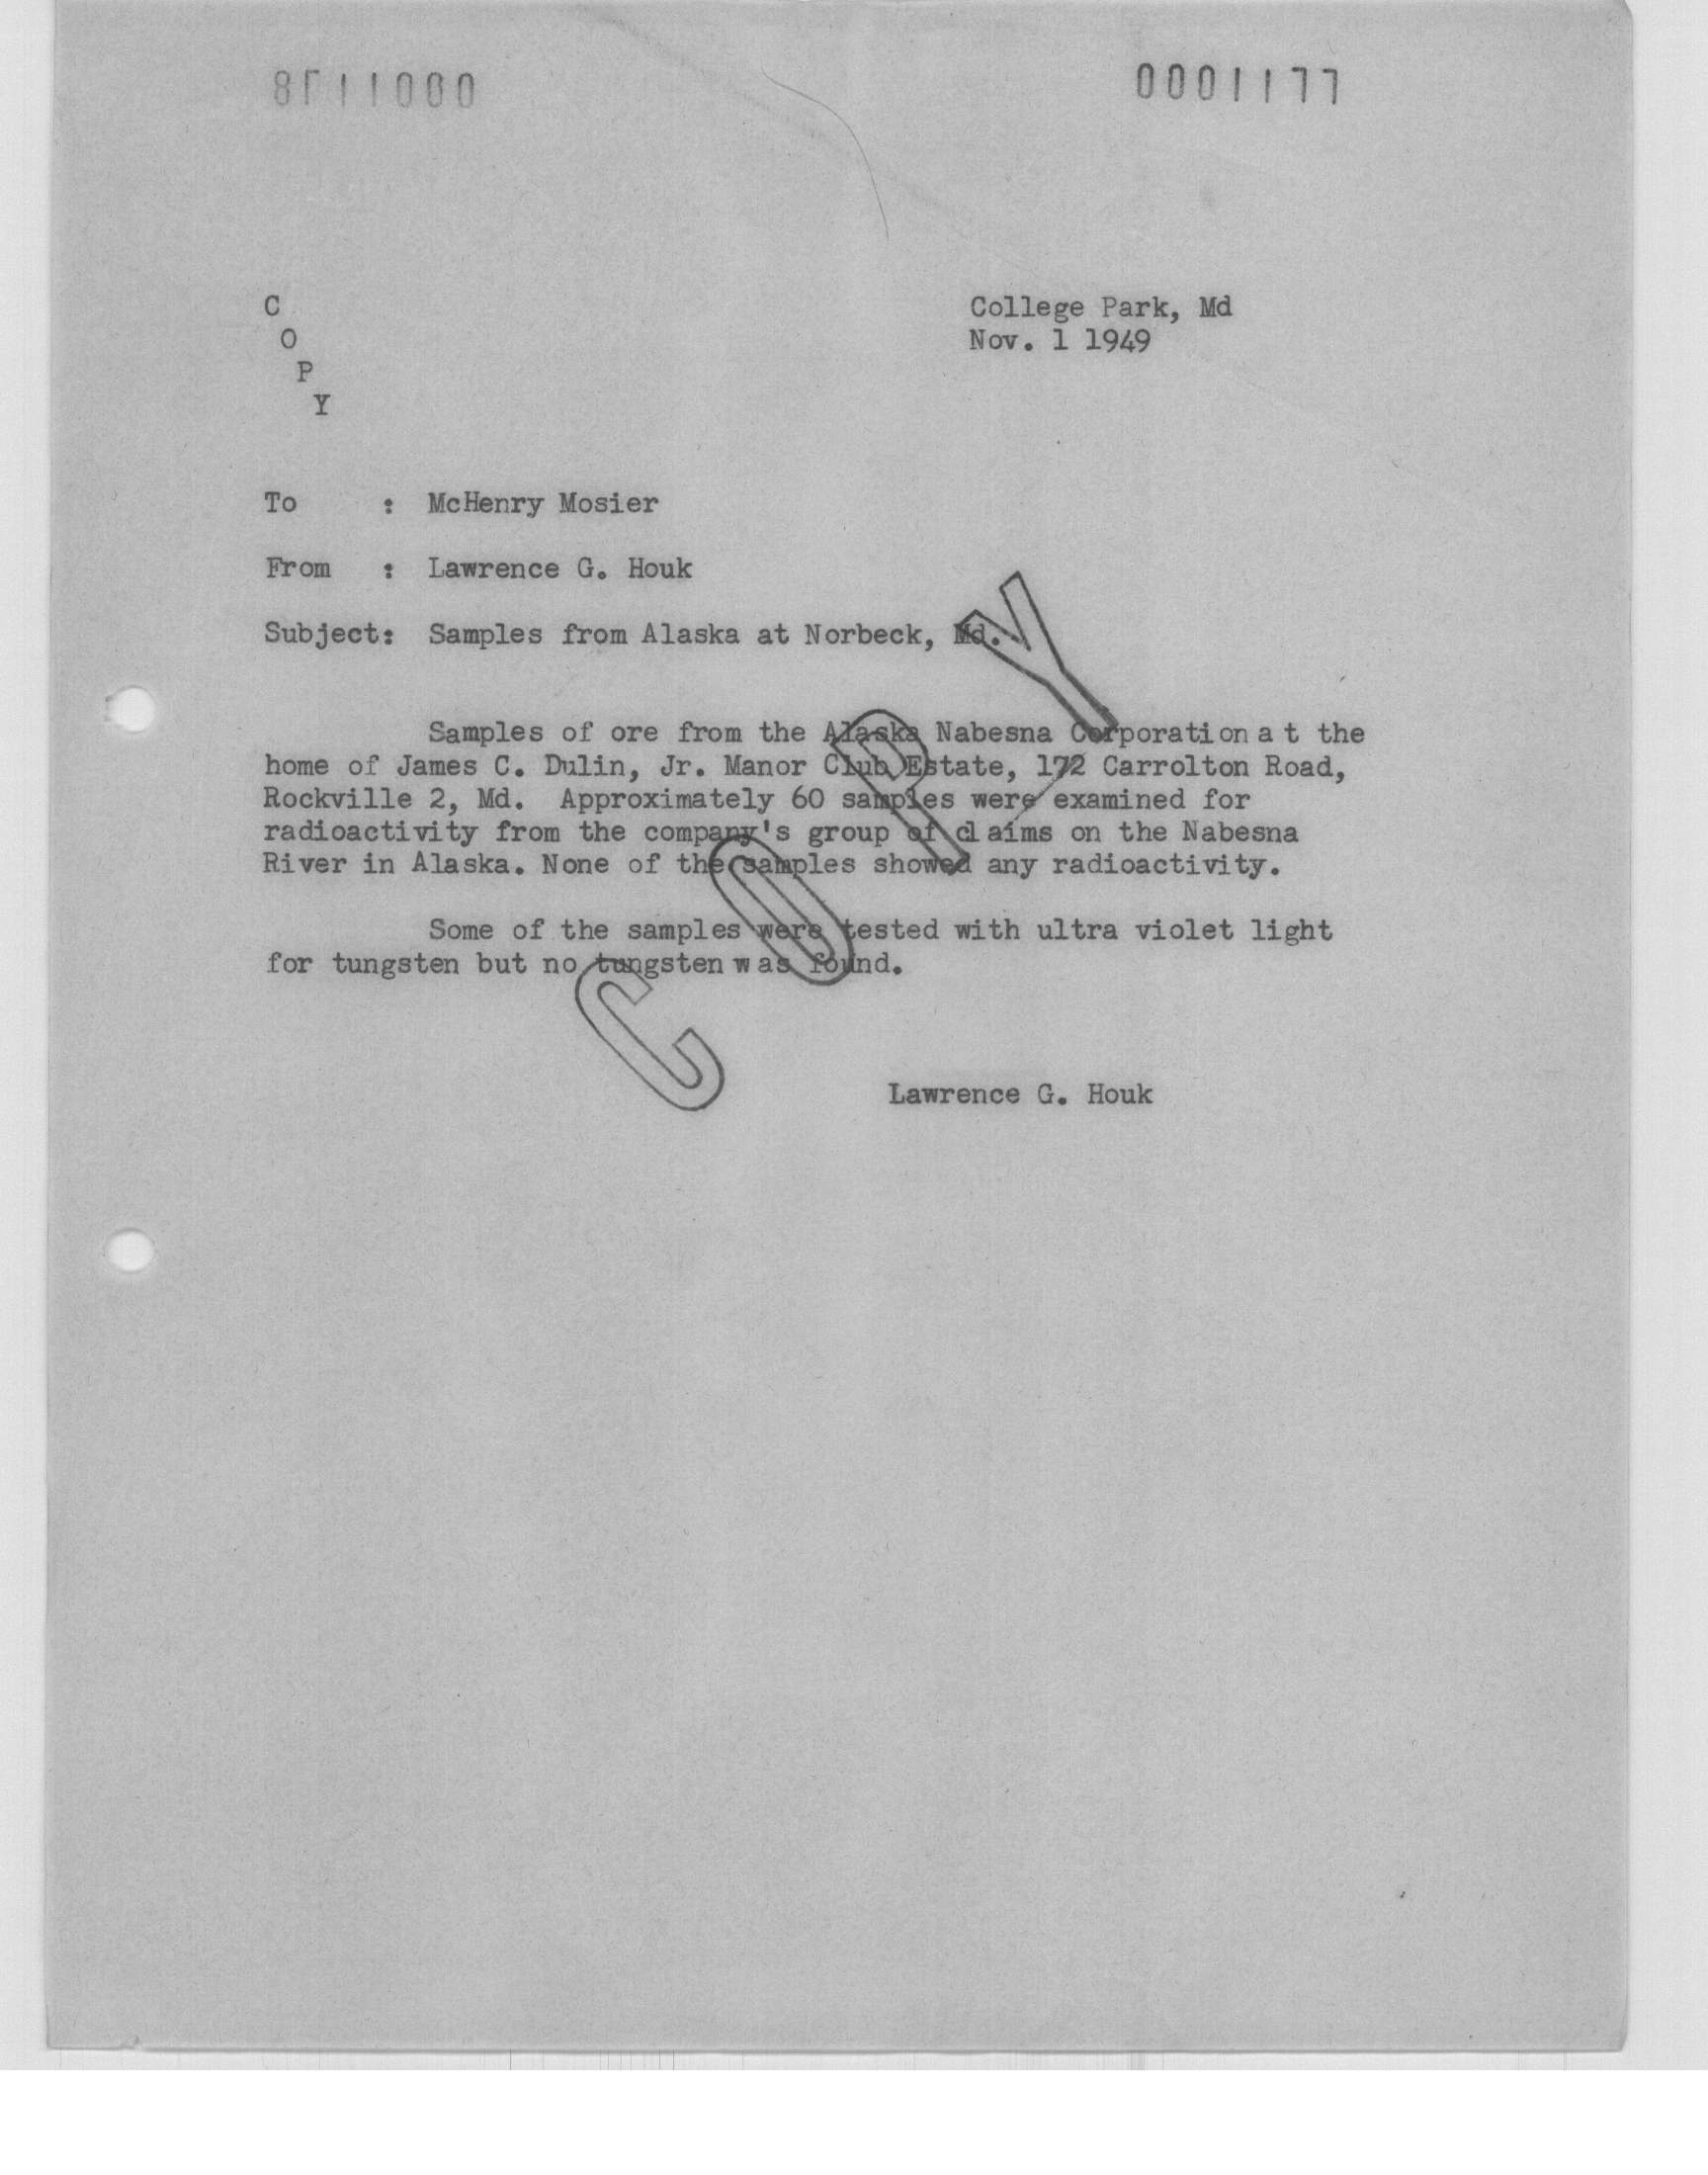 0001177
C
O
P
Y
College Park, Md
Nov. 1 1949
To : McHenry Mosier
From : Lawrence G. Houk
Subject: Samples from Alaska at Norbeck, Md.
Samples of ore from the Alaska Nabesna Corporation at the
home of James C. Dulin, Jr. Manor Club Estate, 172 Carrolton Road,
Rockville 2, Md. Approximately 60 samples were examined for
radioactivity from the company's group of claims on the Nabesna
River in Alaska. None of the samples showed any radioactivity.
Some of the samples were tested with ultra violet light
for tungsten but no tungsten was found.
COPY
Lawrence G. Houk